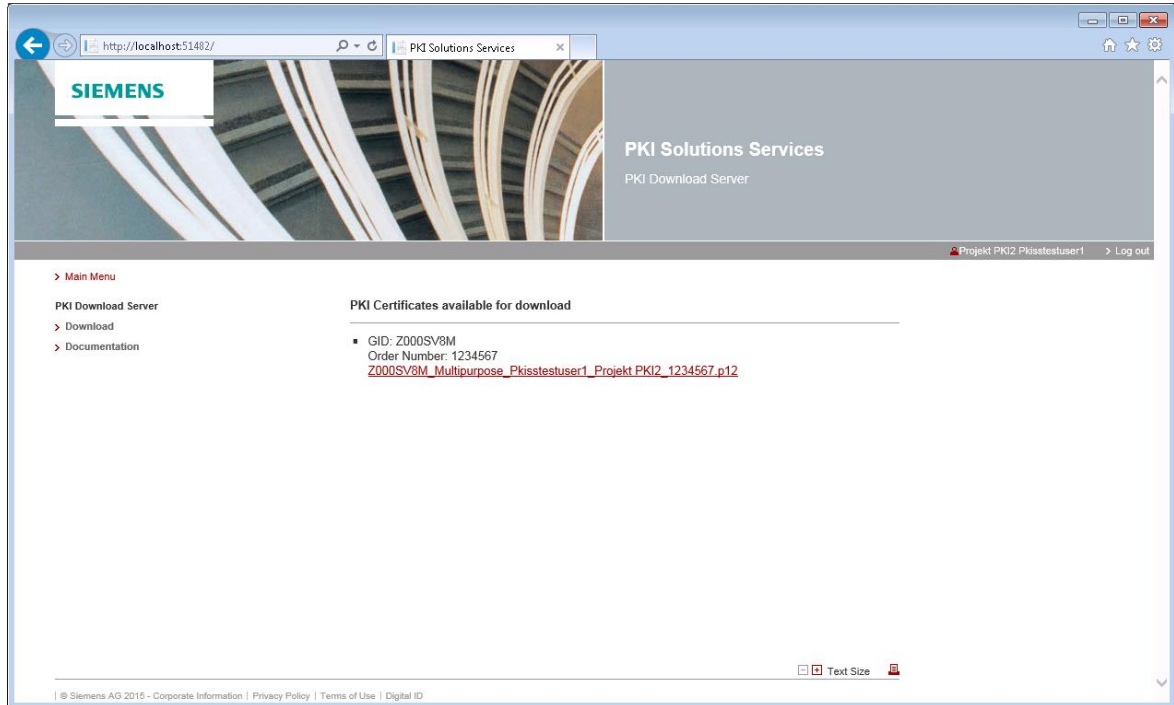 http://localhost:51482/
PKI Solutions Services
SIEMENS
PKI Solutions Services
PKI Download Server
Projekt PKI2 Pkisstestuser1 > Log out
> Main Menu
PKI Download Server
> Download
> Documentation
PKI Certificates available for download
▪ GID: Z000SV8M
Order Number: 1234567
Z000SV8M_Multipurpose_Pkisstestuser1_Projekt PKI2_1234567.p12
- + Text Size
| © Siemens AG 2015 - Corporate Information | Privacy Policy | Terms of Use | Digital ID